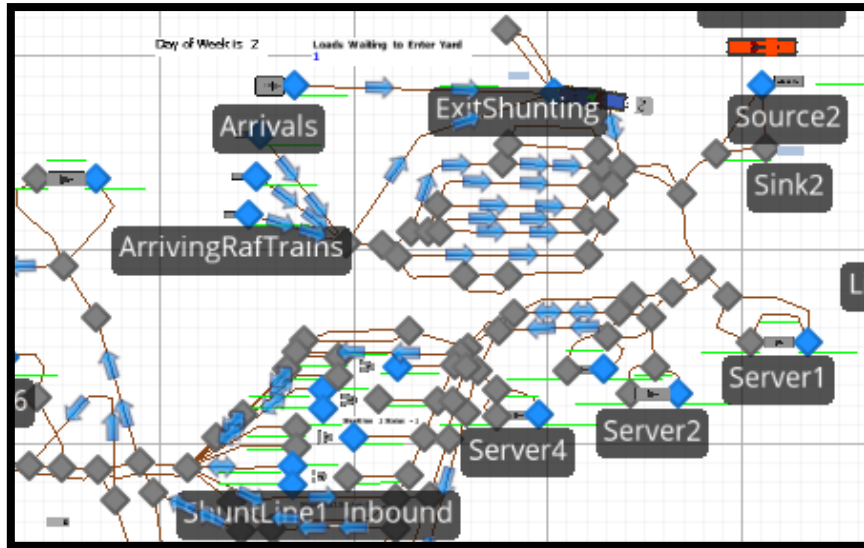 Day of Week is 2
Loads Waiting to Enter Yard
1
Arrivals
ExitShunting
Source2
Sink2
ArrivingRafTrains
Server1
6
Server4
Server2
ShuntLine1_Inbound
L